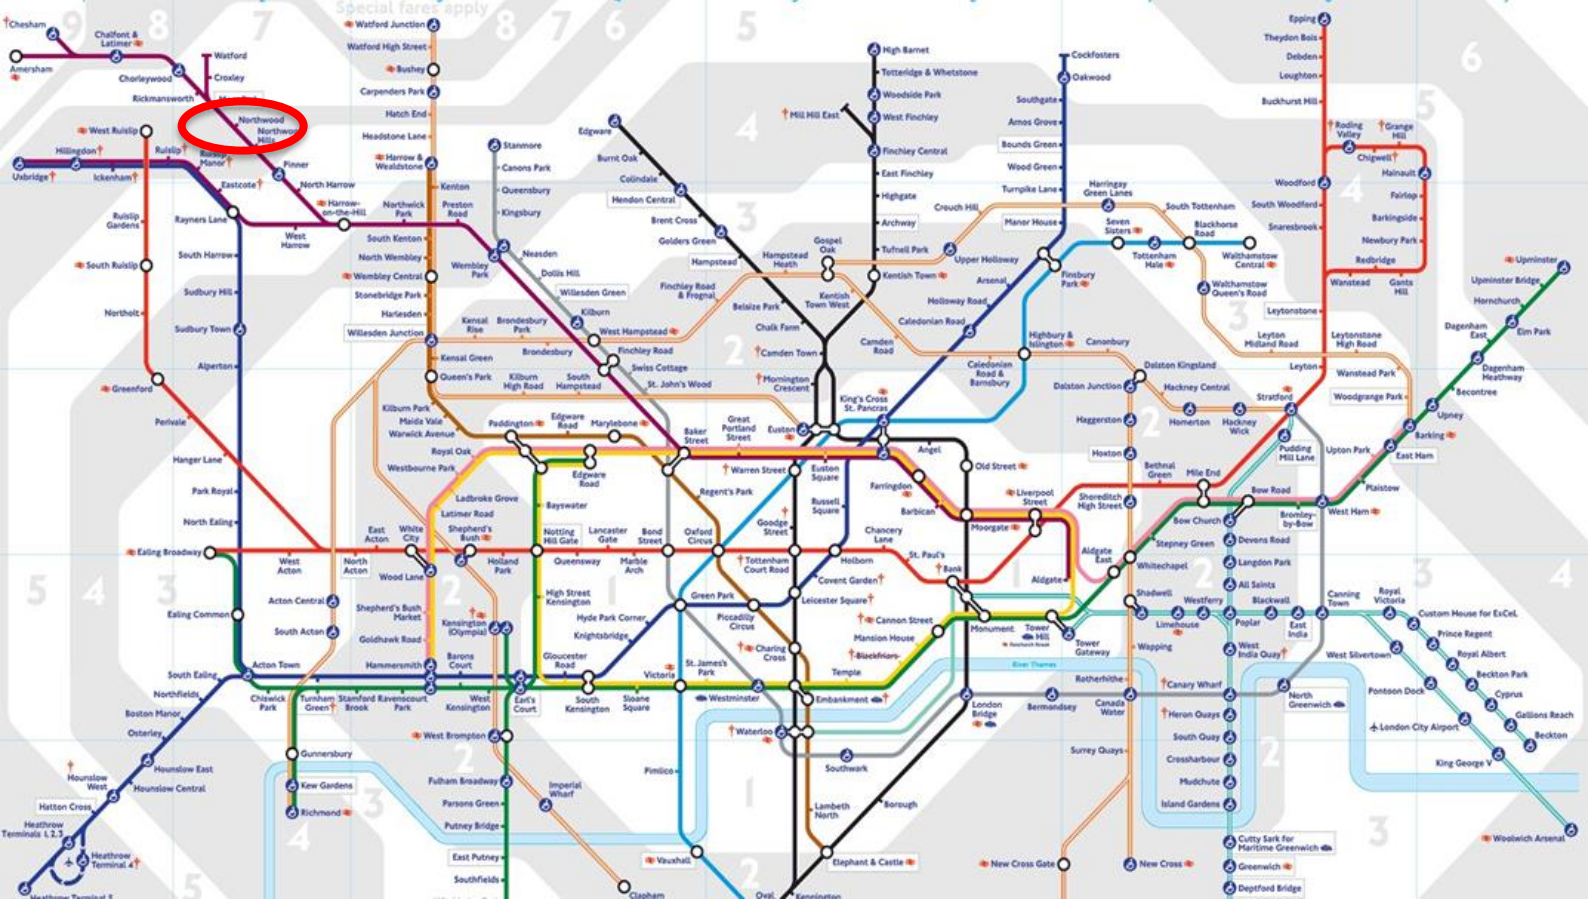 Special fares apply
9
8
7
8
7
6
5
6
†Chesham
Chalfont &
Latimer
Amersham
Chorleywood
Rickmansworth
Watford
Croxley
Northwood
Pinner
North Harrow
Harrow-
on-the-Hill
West Ruislip
Hillingdon†
Uxbridge†
Ickenham†
Ruislip†
Manor†
Eastcote†
Rayners Lane
West
Harrow
Ruislip
Gardens
South Ruislip
Northolt
Greenford
Perivale
Hanger Lane
South Harrow
Sudbury Hill
Sudbury Town
Alperton
Park Royal
North Ealing
Ealing Broadway
Ealing Common
West
Acton
North
Acton
East
Acton
White
City
Watford Junction
Watford High Street
Bushey
Carpenders Park
Hatch End
Headstone Lane
Harrow &
Wealdstone
Kenton
Northwick
Park
Preston
Road
South Kenton
North Wembley
Wembley Central
Stonebridge Park
Harlesden
Willesden Junction
Kensal Green
Queen's Park
Kilburn Park
Maida Vale
Warwick Avenue
Royal Oak
Westbourne Park
Ladbroke Grove
Latimer Road
Shepherd's
Bush
Wood Lane
Holland
Park
Shepherd's Bush
Market
Goldhawk Road
Hammersmith
Stanmore
Canons Park
Queensbury
Kingsbury
Wembley
Park
Neasden
Dollis Hill
Willesden Green
Kilburn
West Hampstead
Finchley Road
Swiss Cottage
St. John's Wood
Kensal
Rise
Brondesbury
Park
Brondesbury
Kilburn
High Road
South
Hampstead
Edgware
Burnt Oak
Colindale
Hendon Central
Brent Cross
Golders Green
Hampstead
Belsize Park
Chalk Farm
†Camden Town
†Mornington
Crescent
Euston
Finchley Road
& Frognal
Hampstead
Heath
Gospel
Oak
Kentish
Town West
Camden
Road
High Barnet
Totteridge & Whetstone
Woodside Park
West Finchley
†Mill Hill East
Finchley Central
East Finchley
Highgate
Archway
Tufnell Park
Kentish Town
Upper Holloway
Crouch Hill
Cockfosters
Oakwood
Southgate
Arnos Grove
Bounds Green
Wood Green
Turnpike Lane
Manor House
Finsbury
Park
Arsenal
Holloway Road
Caledonian Road
Harringay
Green Lanes
South Tottenham
Seven
Sisters
Tottenham
Hale
Blackhorse
Road
Walthamstow
Central
Walthamstow
Queen's Road
Highbury &
Islington
Canonbury
Caledonian
Road &
Barnsbury
Dalston Kingsland
Dalston Junction
Hackney Central
Homerton
Hackney
Wick
Haggerston
Hoxton
Shoreditch
High Street
Leyton
Midland Road
Leytonstone
High Road
Wanstead Park
Woodgrange Park
Epping
Theydon Bois
Debden
Loughton
Buckhurst Hill
†Roding
Valley
†Grange
Hill
Chigwell†
Hainault
Fairlop
Barkingside
Newbury Park
Redbridge
Gants
Hill
Wanstead
Woodford
South Woodford
Snaresbrook
Leytonstone
Leyton
Stratford
Pudding
Mill Lane
Bow Road
Bow Church
Bromley-
by-Bow
West Ham
Plaistow
Upton Park
East Ham
Barking
Upney
Becontree
Dagenham
Heathway
Dagenham
East
Elm Park
Hornchurch
Upminster Bridge
Upminster
Paddington
Edgware
Road
Marylebone
Baker
Street
Great
Portland
Street
King's Cross
St. Pancras
†Warren Street
Euston
Square
Angel
Old Street
Farringdon
Barbican
Moorgate
Liverpool
Street
Bethnal
Green
Mile End
Stepney Green
Aldgate
East
Whitechapel
Aldgate
Edgware
Road
Bayswater
Regent's Park
Goodge
Street
Russell
Square
Notting
Hill Gate
Lancaster
Gate
Queensway
Marble
Arch
Bond
Street
Oxford
Circus
†Tottenham
Court Road
Holborn
Chancery
Lane
St. Paul's
†Bank
High Street
Kensington
Hyde Park Corner
Knightsbridge
Green Park
Piccadilly
Circus
Covent Garden†
Leicester Square†
†Charing
Cross
Cannon Street
Mansion House
Blackfriars
Temple
Embankment
Monument
Tower
Hill
Tower
Gateway
River Thames
Acton Central
South Acton
Kensington
(Olympia)
Barons
Court
Gloucester
Road
Earl's
Court
South
Kensington
Sloane
Square
Victoria
St. James's
Park
Westminster
†Waterloo
Southwark
London
Bridge
Bermondsey
Canada
Water
Rotherhithe
Wapping
Shadwell
Surrey Quays
New Cross Gate
New Cross
Devons Road
Langdon Park
All Saints
Limehouse
Westferry
Poplar
Blackwall
East
India
Canning
Town
Royal
Victoria
Custom House for ExCeL
Prince Regent
Royal Albert
Beckton Park
Cyprus
Gallions Reach
Beckton
West Silvertown
Pontoon Dock
London City Airport
King George V
Woolwich Arsenal
West
India Quay†
†Canary Wharf
North
Greenwich
†Heron Quays
South Quay
Crossharbour
Mudchute
Island Gardens
Cutty Sark for
Maritime Greenwich
Greenwich
Deptford Bridge
South Ealing
Acton Town
Northfields
Boston Manor
Osterley
Hounslow East
Hounslow Central
Hounslow
West
Hatton Cross
Heathrow
Terminals 1, 2, 3
Heathrow
Terminal 4†
Heathrow Terminal 5
Chiswick
Park
Turnham
Green†
Stamford
Brook
Ravenscourt
Park
West
Kensington
Gunnersbury
Kew Gardens
Richmond
West Brompton
Fulham Broadway
Parsons Green
Putney Bridge
East Putney
Southfields
Imperial
Wharf
Clapham
Pimlico
Vauxhall
Oval
Kennington
Lambeth
North
Borough
Elephant & Castle